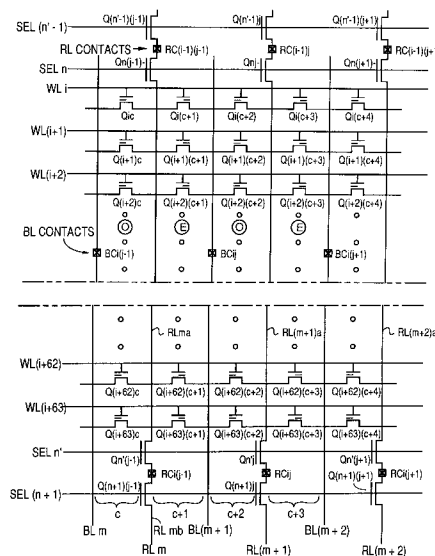 Q(n'-1)(j-1) Q(n'-1)j Q(n'-1)(j+1)
SEL (n' - 1)
RL CONTACTS RC(i-1)(j-1) RC(i-1)j RC(i-1)(j+
Qn(j-1) Qnj Qn(j+1)
SEL n
WL i
Qic Qi(c+1) Qi(c+2) Qi(c+3) Qi(c+4)
WL(i+1)
Q(i+1)c Q(i+1)(c+1) Q(i+1)(c+2) Q(i+1)(c+3) Q(i+1)(c+4)
WL(i+2)
Q(i+2)c Q(i+2)(c+1) Q(i+2)(c+2) Q(i+2)(c+3) Q(i+2)(c+4)
O E O E
BL CONTACTS BCi(j-1) BCij BCi(j+1)
RLma RL(m+1)a RL(m+2)a
WL(i+62)
Q(i+62)c Q(i+62)(c+1) Q(i+62)(c+2) Q(i+62)(c+3) Q(i+62)(c+4)
WL(i+63)
Q(i+63)c Q(i+63)(c+1) Q(i+63)(c+2) Q(i+63)(c+3) Q(i+63)(c+4)
Qn'(j-1) Qn'j Qn'(j+1)
SEL n'
RCi(j-1) RCij RCi(j+1)
Q(n+1)(j-1) Q(n+1)j Q(n+1)(j+1)
SEL (n + 1)
c c+1 c+2 c+3
BL m RL mb BL(m + 1) BL(m + 2)
RL m RL(m + 1) RL(m + 2)